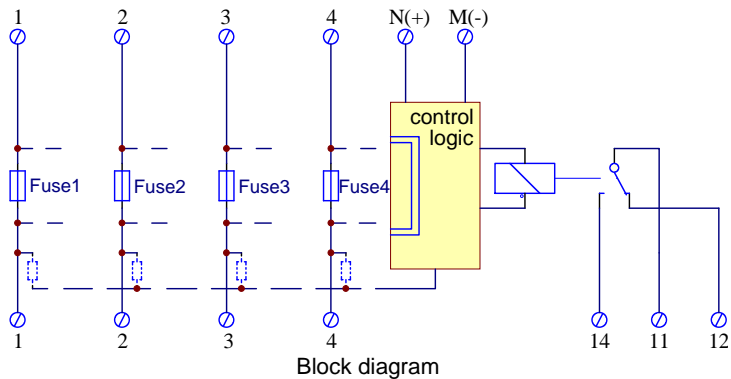 1 2 3 4 N(+) M(-)
control
logic
Fuse1 Fuse2 Fuse3 Fuse4
1 2 3 4 14 11 12
Block diagram